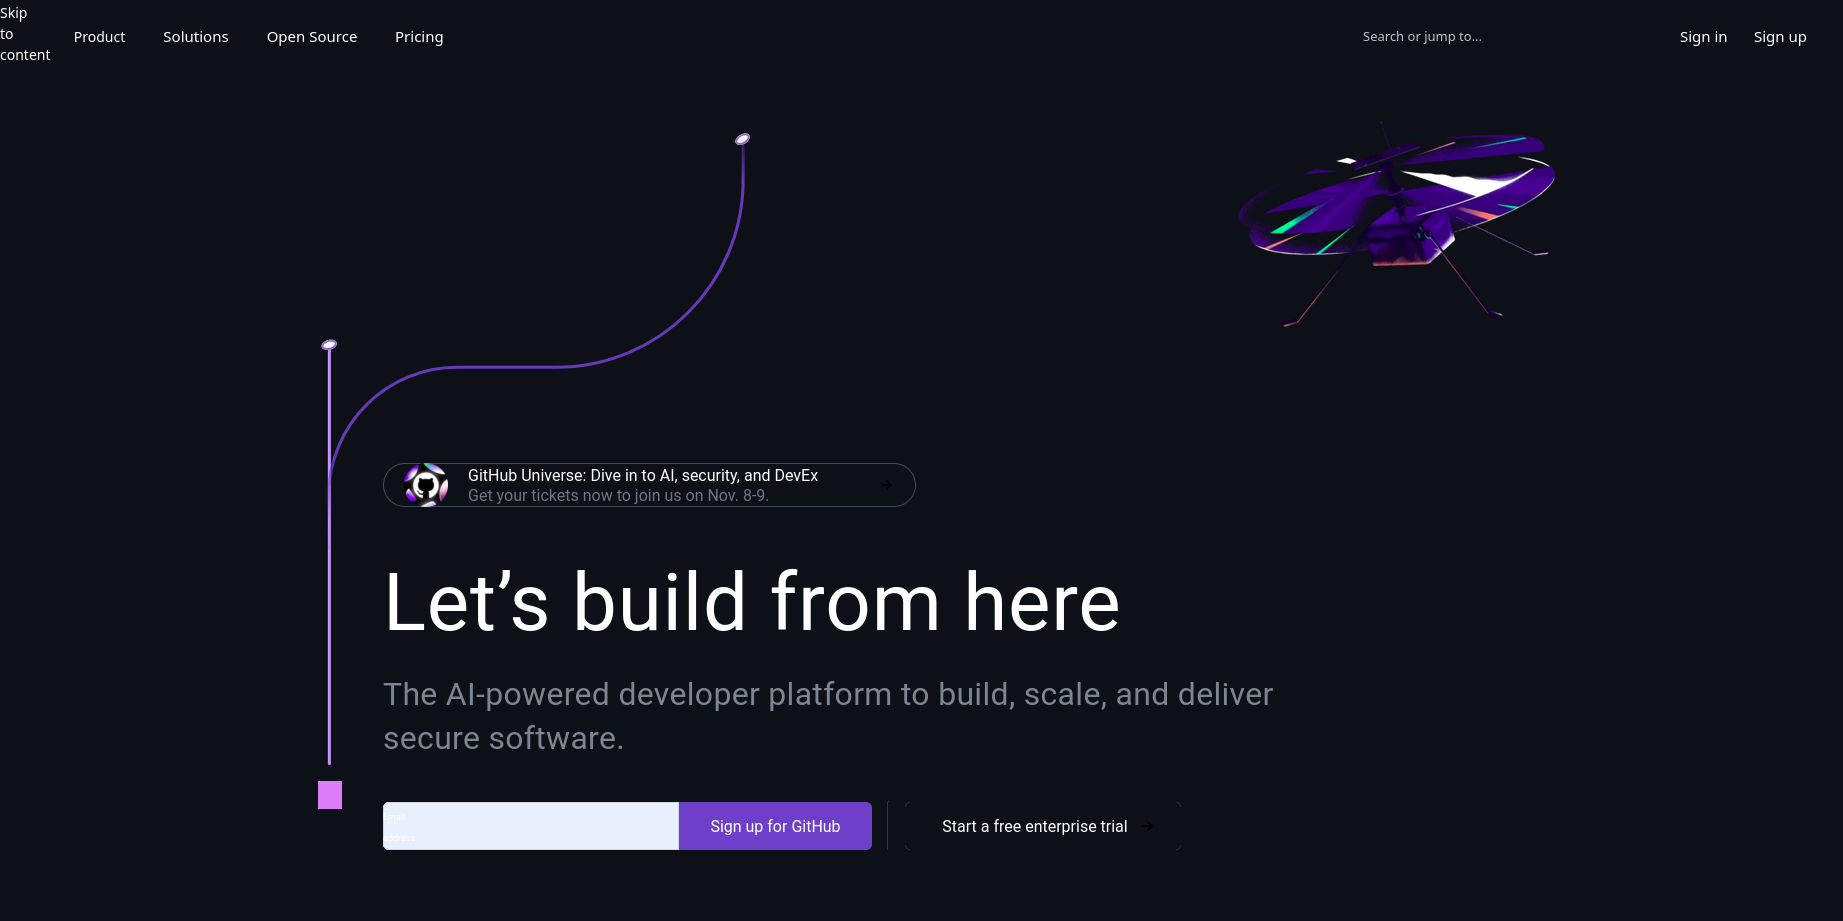 Skip
to
content
Product Solutions Open Source Pricing Search or jump to... Sign in Sign up
GitHub Universe: Dive in to AI, security, and DevEx
Get your tickets now to join us on Nov. 8-9.
Let’s build from here
The AI-powered developer platform to build, scale, and deliver
secure software.
Email
address
Sign up for GitHub
Start a free enterprise trial